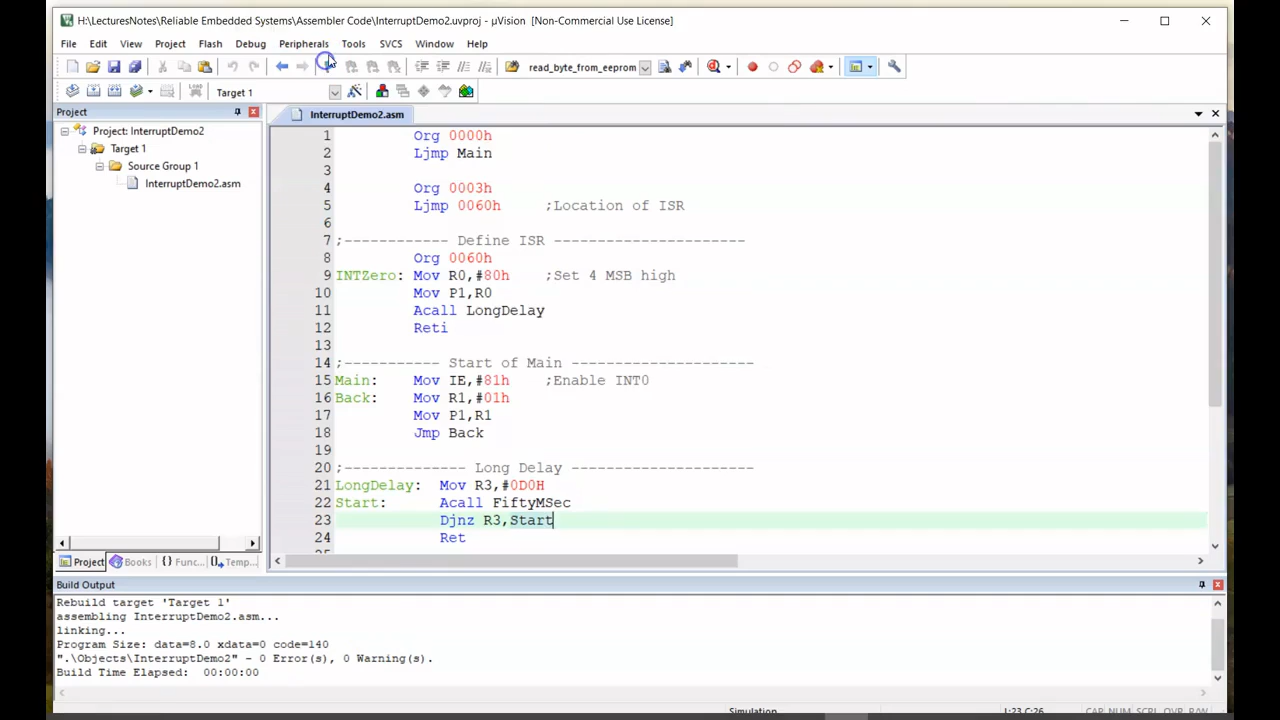 H:\LecturesNotes\Reliable Embedded Systems\Assembler Code\InterruptDemo2.uvproj - µVision [Non-Commercial Use License]
File Edit View Project Flash Debug Peripherals Tools SVCS Window Help
read_byte_from_eeprom
Target 1
Project
InterruptDemo2.asm
Project: InterruptDemo2
Target 1
Source Group 1
InterruptDemo2.asm
1 Org 0000h
2 Ljmp Main
3
4 Org 0003h
5 Ljmp 0060h ;Location of ISR
6
7 ;------------ Define ISR ----------------------
8 Org 0060h
9 INTZero: Mov R0,#80h ;Set 4 MSB high
10 Mov P1,R0
11 Acall LongDelay
12 Reti
13
14 ;----------- Start of Main ---------------------
15 Main: Mov IE,#81h ;Enable INT0
16 Back: Mov R1,#01h
17 Mov P1,R1
18 Jmp Back
19
20 ;-------------- Long Delay ---------------------
21 LongDelay: Mov R3,#0D0H
22 Start: Acall FiftyMSec
23 Djnz R3,Start
24 Ret
Project Books {} Func... Temp...
Build Output
Rebuild target 'Target 1'
assembling InterruptDemo2.asm...
linking...
Program Size: data=8.0 xdata=0 code=140
".\Objects\InterruptDemo2" - 0 Error(s), 0 Warning(s).
Build Time Elapsed: 00:00:00
Simulation L:23 C:26 CAP NUM SCRL OVR R/W